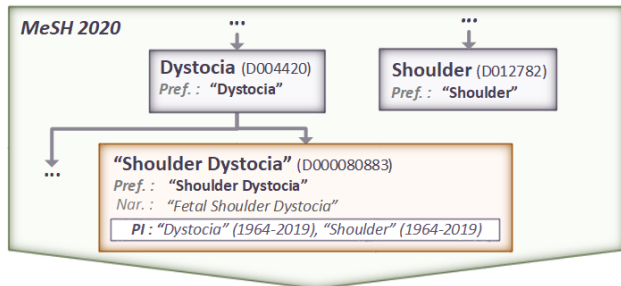 MeSH 2020
...
...
Dystocia (D004420)
Pref. : “Dystocia”
Shoulder (D012782)
Pref. : “Shoulder”
...
“Shoulder Dystocia” (D000080883)
Pref. : “Shoulder Dystocia”
Nar. : “Fetal Shoulder Dystocia”
PI : “Dystocia” (1964-2019), “Shoulder” (1964-2019)